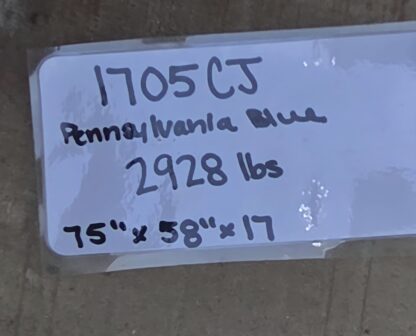 1705CJ
Pennsylvania Blue
2928 lbs
75" x 58" x 17